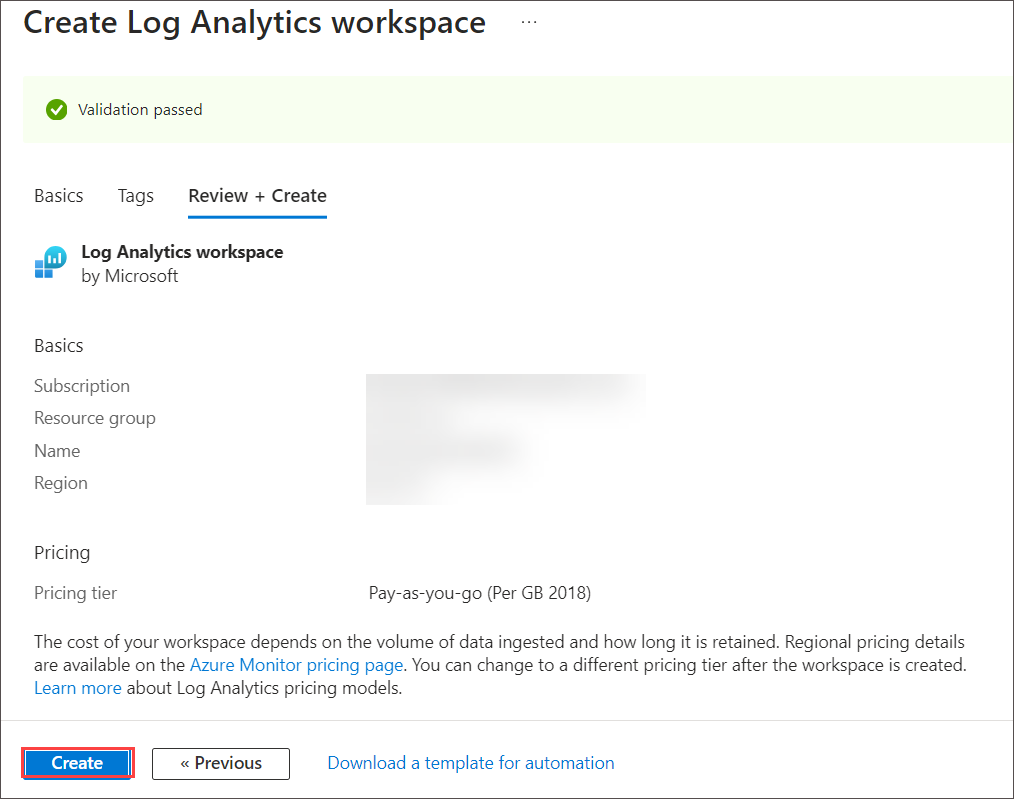 Create Log Analytics workspace ...
Validation passed
Basics Tags Review + Create
Log Analytics workspace
by Microsoft
Basics
Subscription
Resource group
Name
Region
Pricing
Pricing tier Pay-as-you-go (Per GB 2018)
The cost of your workspace depends on the volume of data ingested and how long it is retained. Regional pricing details
are available on the Azure Monitor pricing page. You can change to a different pricing tier after the workspace is created.
Learn more about Log Analytics pricing models.
Create « Previous Download a template for automation